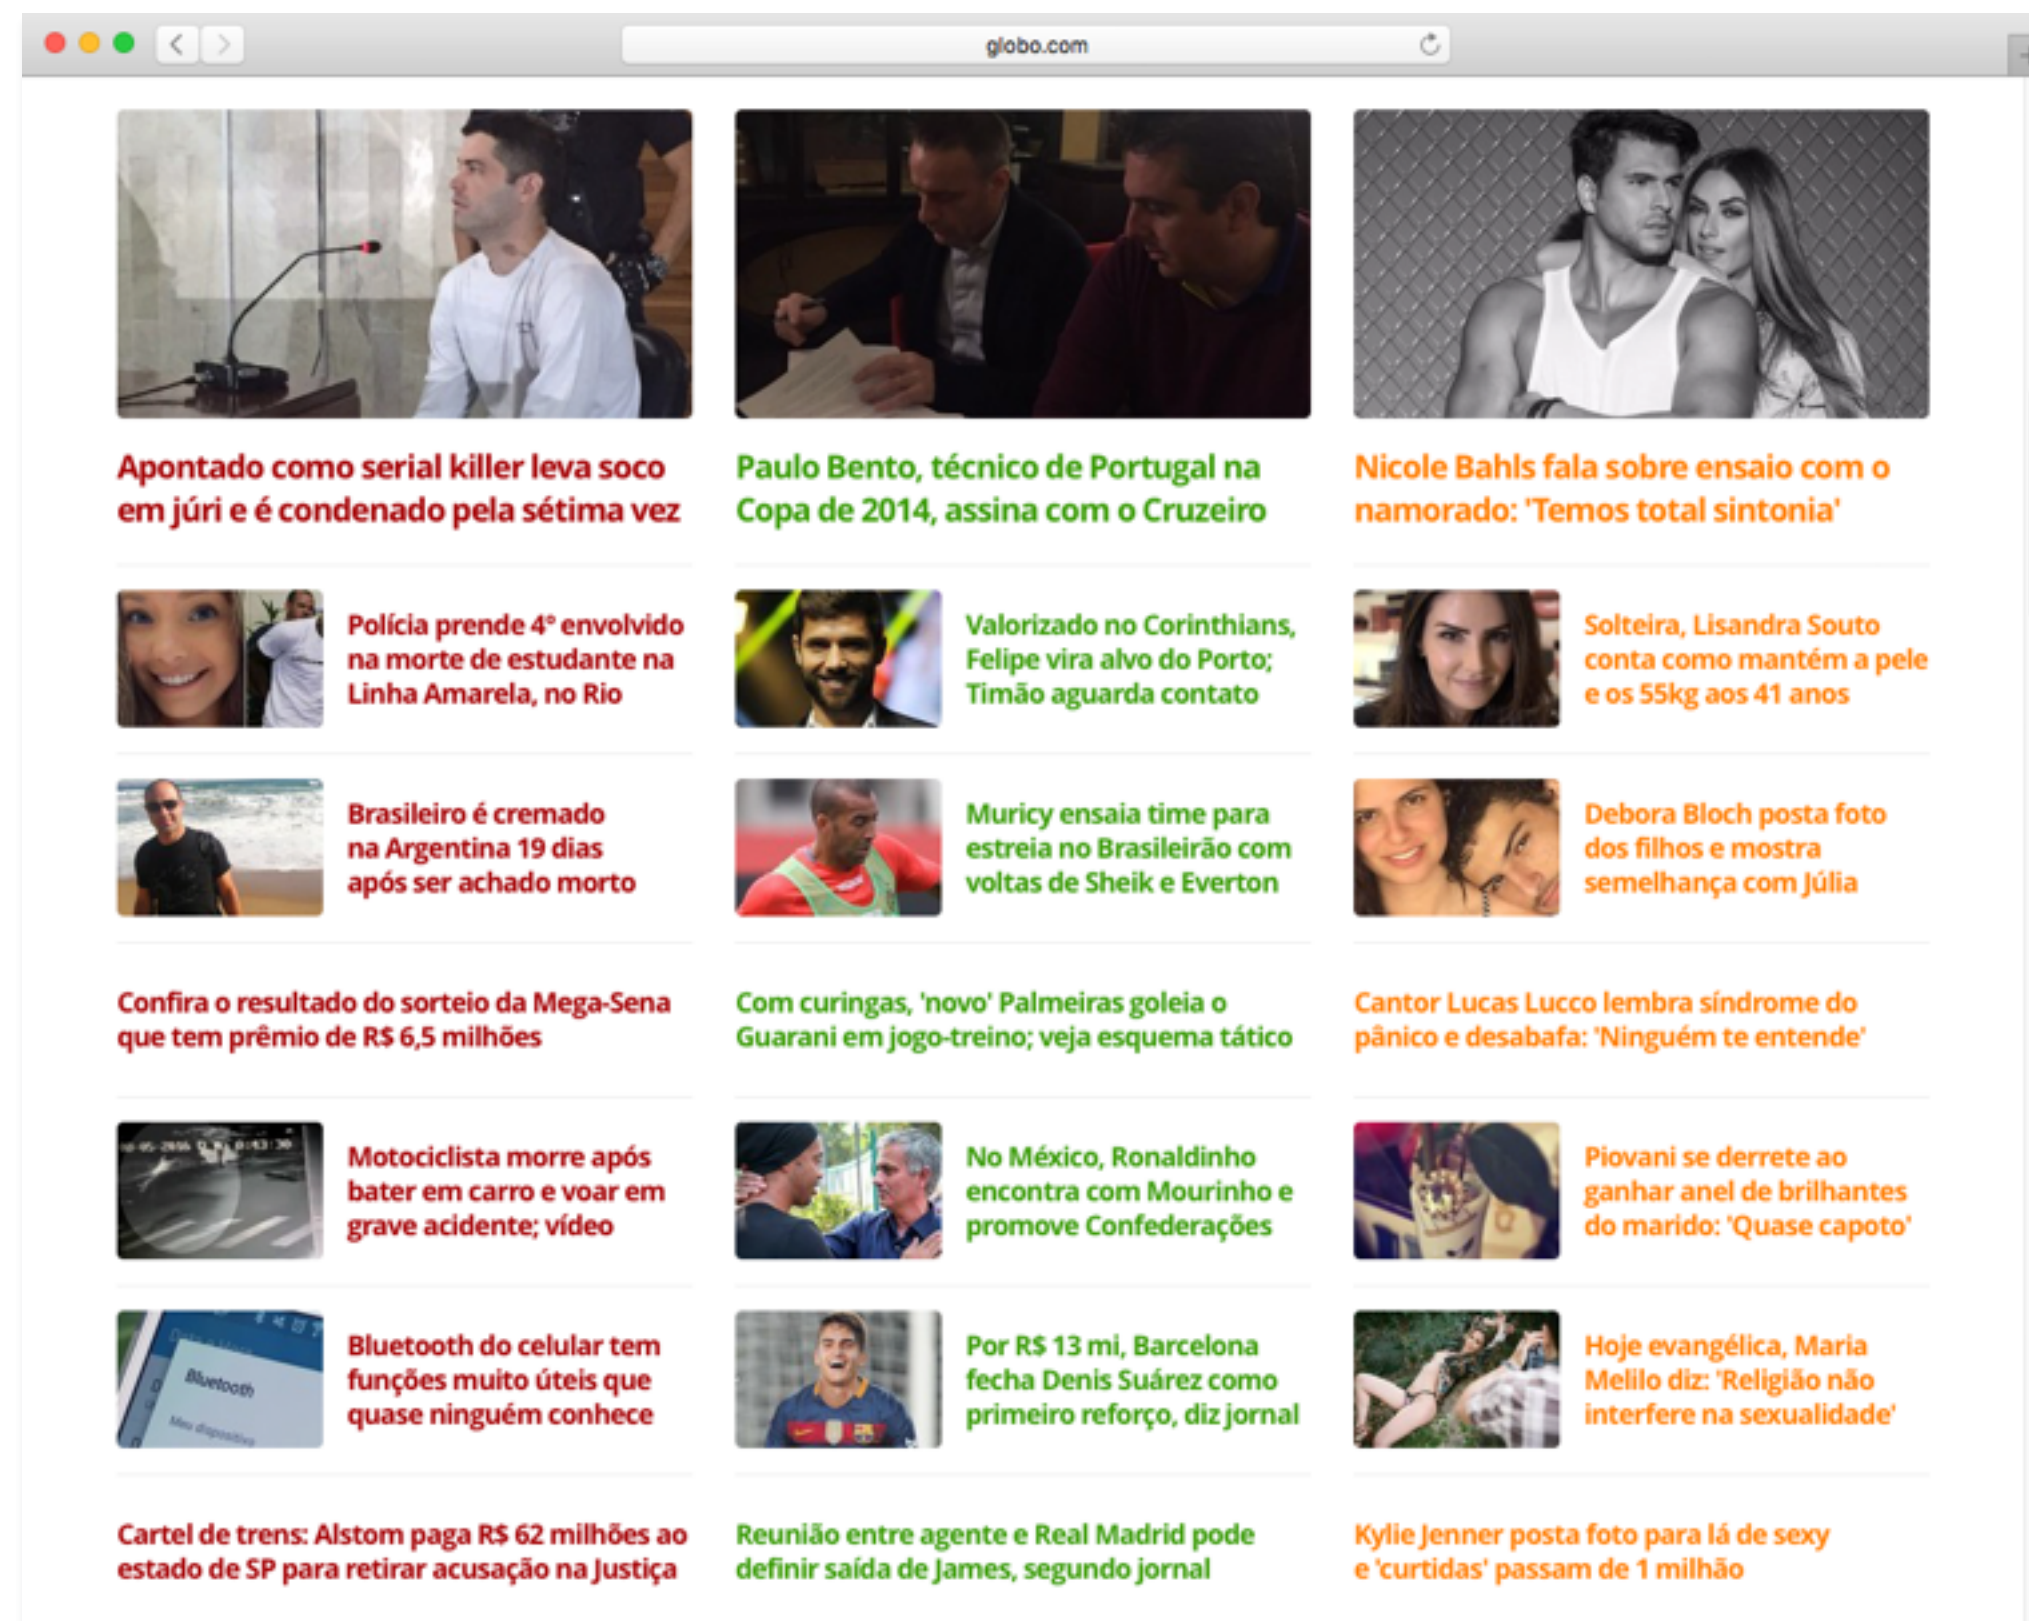 globo.com
Apontado como serial killer leva soco
em júri e é condenado pela sétima vez
Polícia prende 4° envolvido
na morte de estudante na
Linha Amarela, no Rio
Brasileiro é cremado
na Argentina 19 dias
após ser achado morto
Confira o resultado do sorteio da Mega-Sena
que tem prêmio de R$ 6,5 milhões
Motociclista morre após
bater em carro e voar em
grave acidente; vídeo
Bluetooth
Meu dispositivo
Bluetooth do celular tem
funções muito úteis que
quase ninguém conhece
Cartel de trens: Alstom paga R$ 62 milhões ao
estado de SP para retirar acusação na Justiça
Paulo Bento, técnico de Portugal na
Copa de 2014, assina com o Cruzeiro
Valorizado no Corinthians,
Felipe vira alvo do Porto;
Timão aguarda contato
Muricy ensaia time para
estreia no Brasileirão com
voltas de Sheik e Everton
Com curingas, 'novo' Palmeiras goleia o
Guarani em jogo-treino; veja esquema tático
No México, Ronaldinho
encontra com Mourinho e
promove Confederações
Por R$ 13 mi, Barcelona
fecha Denis Suárez como
primeiro reforço, diz jornal
Reunião entre agente e Real Madrid pode
definir saída de James, segundo jornal
Nicole Bahls fala sobre ensaio com o
namorado: 'Temos total sintonia'
Solteira, Lisandra Souto
conta como mantém a pele
e os 55kg aos 41 anos
Debora Bloch posta foto
dos filhos e mostra
semelhança com Júlia
Cantor Lucas Lucco lembra síndrome do
pânico e desabafa: 'Ninguém te entende'
Piovani se derrete ao
ganhar anel de brilhantes
do marido: 'Quase capoto'
Hoje evangélica, Maria
Melilo diz: 'Religião não
interfere na sexualidade'
Kylie Jenner posta foto para lá de sexy
e 'curtidas' passam de 1 milhão